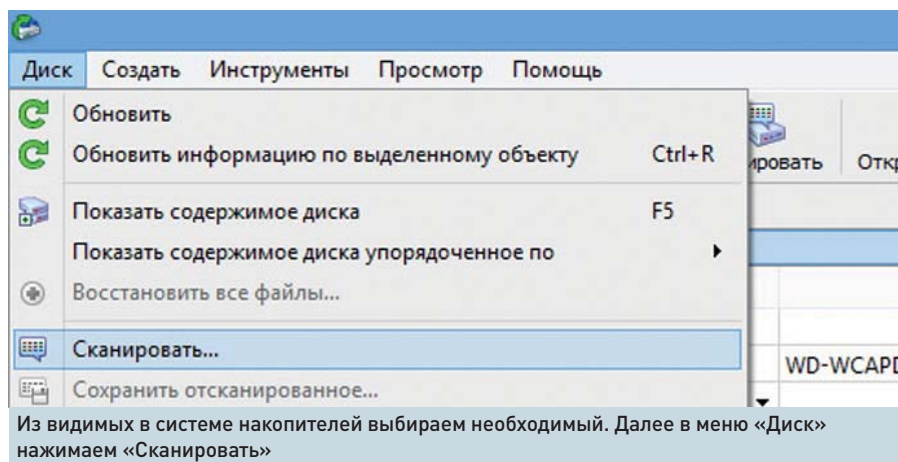 Диск Создать Инструменты Просмотр Помощь
Обновить
Обновить информацию по выделенному объекту Ctrl+R
Показать содержимое диска F5
Показать содержимое диска упорядоченное по
Восстановить все файлы...
Сканировать...
Сохранить отсканированное...
Из видимых в системе накопителей выбираем необходимый. Далее в меню «Диск»
нажимаем «Сканировать»